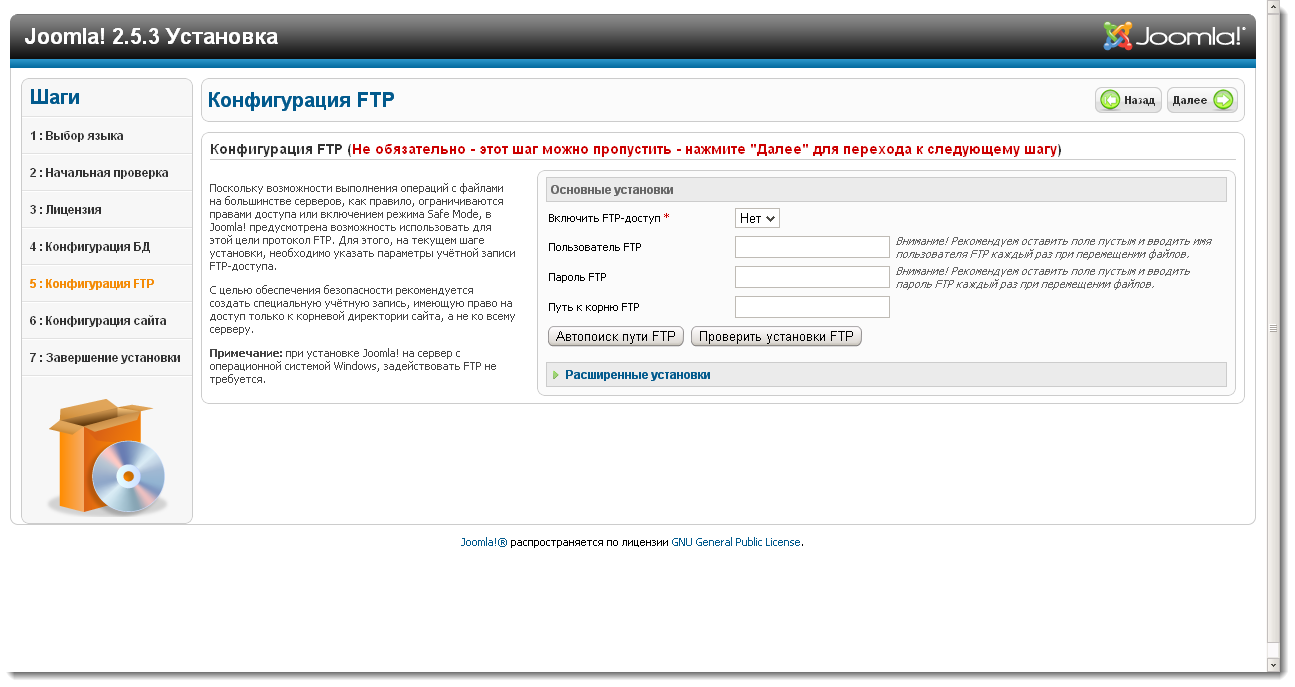 Joomla! 2.5.3 Установка
Joomla!
Шаги
1 : Выбор языка
2 : Начальная проверка
3 : Лицензия
4 : Конфигурация БД
5 : Конфигурация FTP
6 : Конфигурация сайта
7 : Завершение установки
Конфигурация FTP
Назад
Далее
Конфигурация FTP (Не обязательно - этот шаг можно пропустить - нажмите "Далее" для перехода к следующему шагу)
Поскольку возможности выполнения операций с файлами
на большинстве серверов, как правило, ограничиваются
правами доступа или включением режима Safe Mode, в
Joomla! предусмотрена возможность использовать для
этой цели протокол FTP. Для этого, на текущем шаге
установки, необходимо указать параметры учётной записи
FTP-доступа.
С целью обеспечения безопасности рекомендуется
создать специальную учётную запись, имеющую право на
доступ только к корневой директории сайта, а не ко всему
серверу.
Примечание: при установке Joomla! на сервер с
операционной системой Windows, задействовать FTP не
требуется.
Основные установки
Включить FTP-доступ *
Нет
Пользователь FTP
Внимание! Рекомендуем оставить поле пустым и вводить имя
пользователя FTP каждый раз при перемещении файлов.
Пароль FTP
Внимание! Рекомендуем оставить поле пустым и вводить
пароль FTP каждый раз при перемещении файлов.
Путь к корню FTP
Автопоиск пути FTP
Проверить установки FTP
Расширенные установки
Joomla!® распространяется по лицензии GNU General Public License.